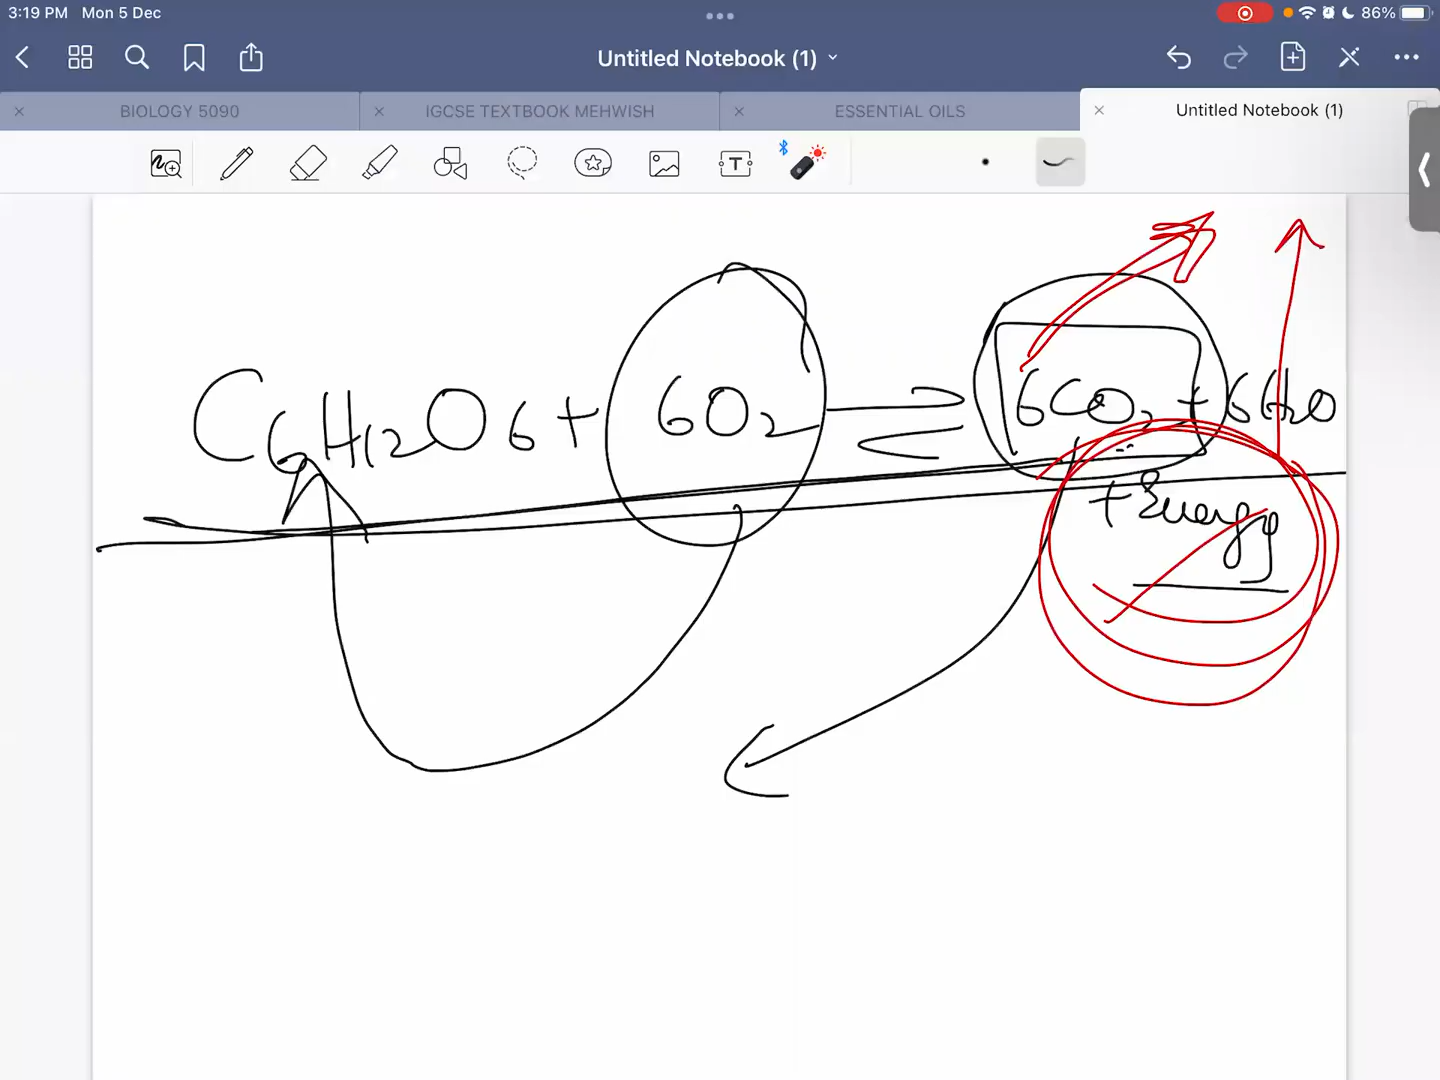 3:19 PM Mon 5 Dec 86%
Untitled Notebook (1)
BIOLOGY 5090 IGCSE TEXTBOOK MEHWISH ESSENTIAL OILS Untitled Notebook (1)
T
C6H12O6 + 6O2 ⇌ 6CO2 + 6H2O
+ Energy